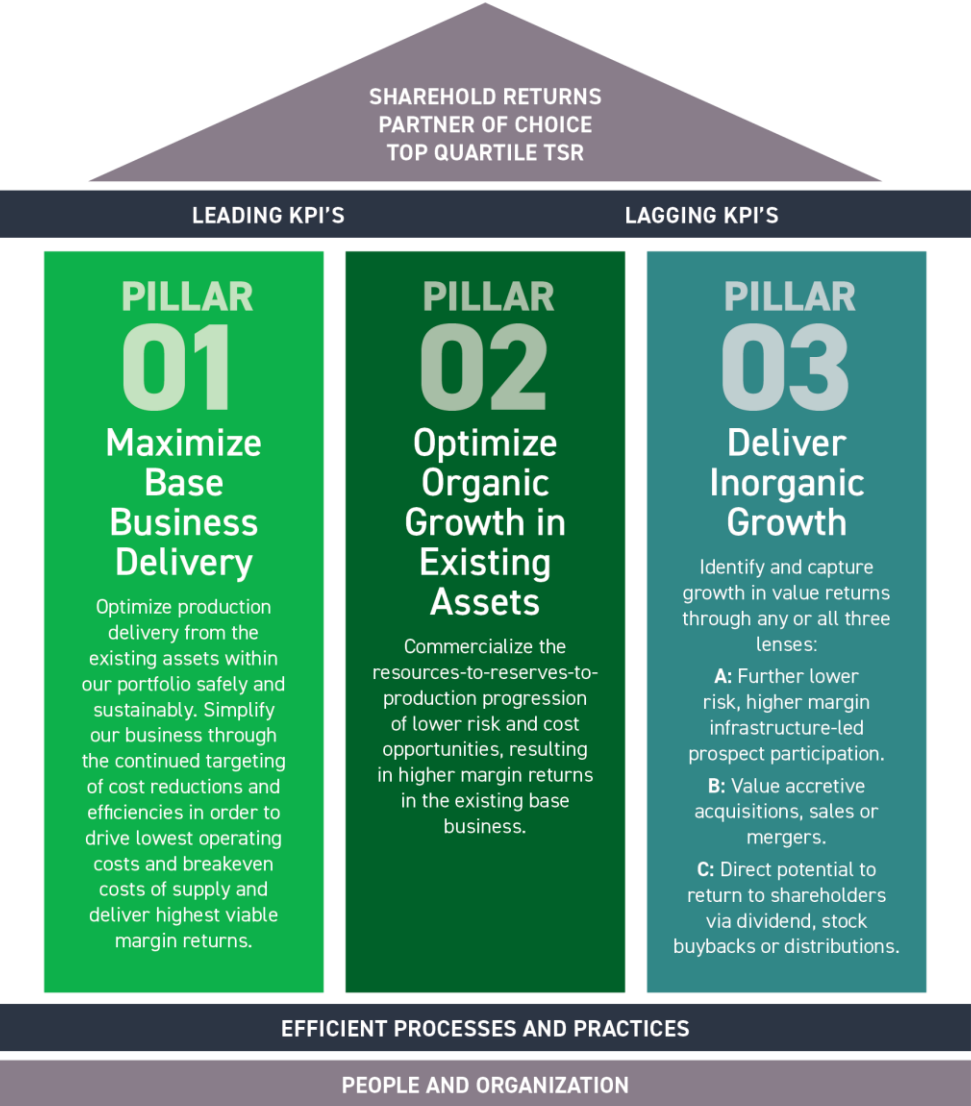 SHAREHOLD RETURNS
PARTNER OF CHOICE
TOP QUARTILE TSR
LEADING KPI'S
LAGGING KPI'S
PILLAR
01
Maximize
Base
Business
Delivery
Optimize production
delivery from the
existing assets within
our portfolio safely and
sustainably. Simplify
our business through
the continued targeting
of cost reductions and
efficiencies in order to
drive lowest operating
costs and breakeven
costs of supply and
deliver highest viable
margin returns.
PILLAR
02
Optimize
Organic
Growth in
Existing
Assets
Commercialize the
resources-to-reserves-to-
production progression
of lower risk and cost
opportunities, resulting
in higher margin returns
in the existing base
business.
PILLAR
03
Deliver
Inorganic
Growth
Identify and capture
growth in value returns
through any or all three
lenses:
A: Further lower
risk, higher margin
infrastructure-led
prospect participation.
B: Value accretive
acquisitions, sales or
mergers.
C: Direct potential to
return to shareholders
via dividend, stock
buybacks or distributions.
EFFICIENT PROCESSES AND PRACTICES
PEOPLE AND ORGANIZATION